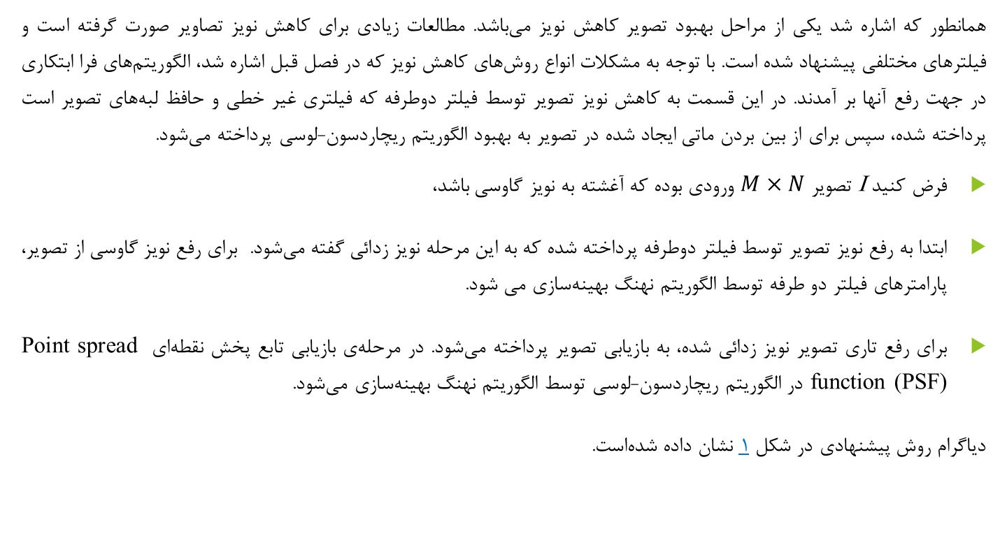 همانطور که اشاره شد یکی از مراحل بهبود تصویر کاهش نویز می‌باشد. مطالعات زیادی برای کاهش نویز تصاویر صورت گرفته است و
فیلترهای مختلفی پیشنهاد شده است. با توجه به مشکلات انواع روش‌های کاهش نویز که در فصل قبل اشاره شد، الگوریتم‌های فرا ابتکاری
در جهت رفع آنها بر آمدند. در این قسمت به کاهش نویز تصویر توسط فیلتر دوطرفه که فیلتری غیر خطی و حافظ لبه‌های تصویر است
پرداخته شده، سپس برای از بین بردن ماتی ایجاد شده در تصویر به بهبود الگوریتم ریچاردسون-لوسی پرداخته می‌شود.
فرض کنید I تصویر M × N ورودی بوده که آغشته به نویز گاوسی باشد،
ابتدا به رفع نویز تصویر توسط فیلتر دوطرفه پرداخته شده که به این مرحله نویز زدائی گفته می‌شود. برای رفع نویز گاوسی از تصویر،
پارامترهای فیلتر دو طرفه توسط الگوریتم نهنگ بهینه‌سازی می شود.
برای رفع تاری تصویر نویز زدائی شده، به بازیابی تصویر پرداخته می‌شود. در مرحله‌ی بازیابی تابع پخش نقطه‌ای Point spread
function (PSF) در الگوریتم ریچاردسون-لوسی توسط الگوریتم نهنگ بهینه‌سازی می‌شود.
دیاگرام روش پیشنهادی در شکل ۱ نشان داده شده‌است.